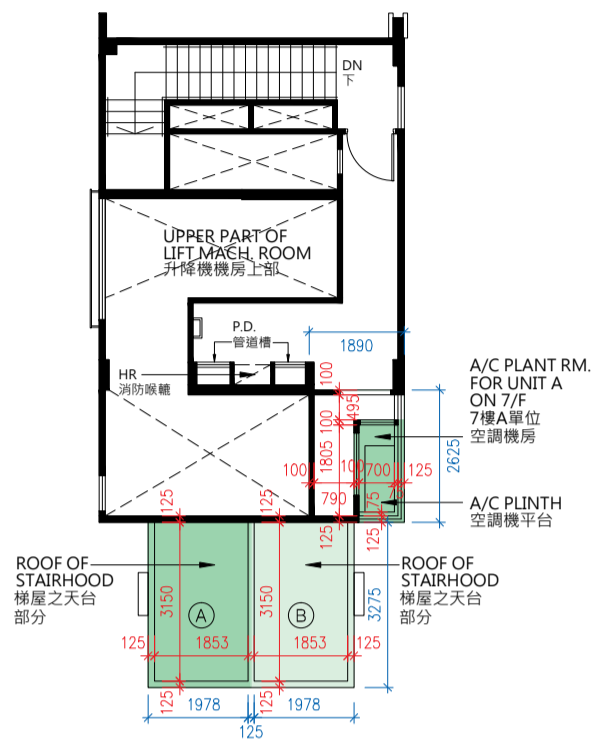 DN
下
UPPER PART OF
LIFT MACH. ROOM
升降機機房上部
P.D.
管道槽
1890
HR
消防喉轆
100
495
A/C PLANT RM.
FOR UNIT A
ON 7/F
7樓A單位
空調機房
100
1805
2625
100
100
700
125
790
75
75
A/C PLINTH
空調機平台
125
125
125
125
ROOF OF
STAIRHOOD
梯屋之天台
部分
ROOF OF
STAIRHOOD
梯屋之天台
部分
3150
3150
3275
A
B
125
1853
1853
125
1978
1978
125
125
125